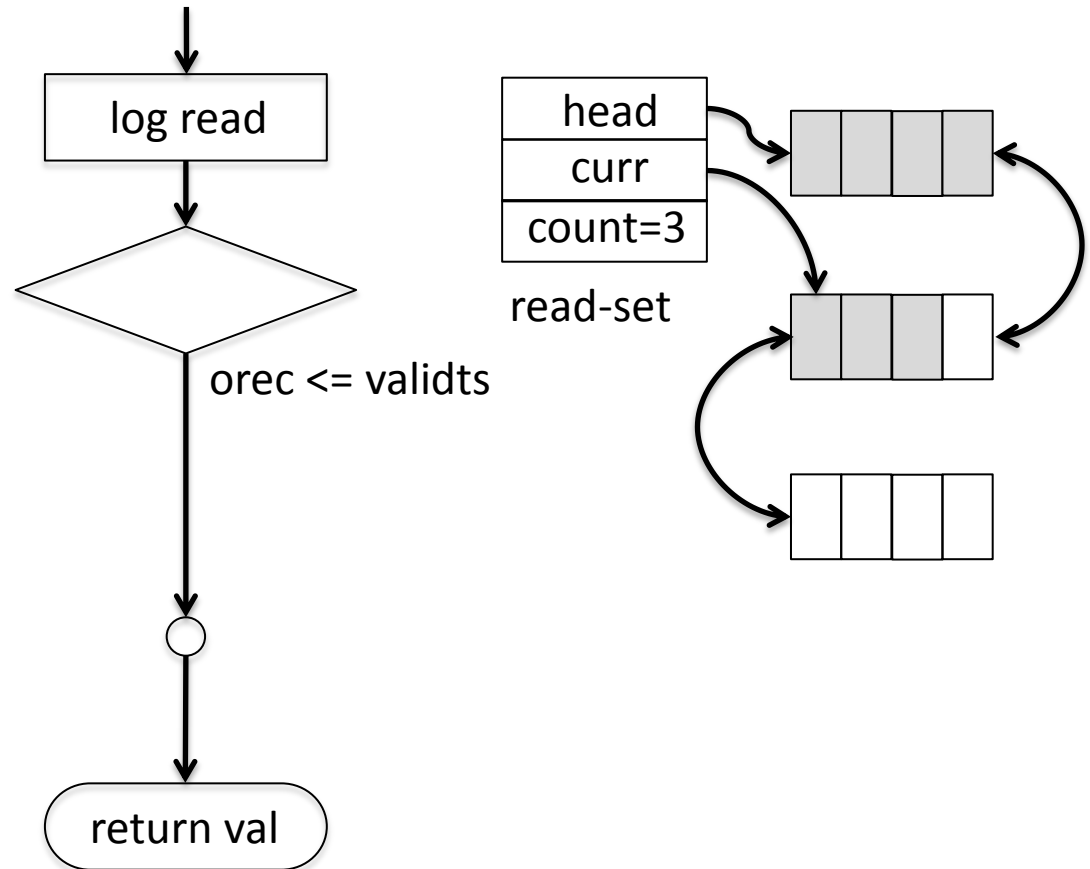 log read
orec <= validts
return val
head
curr
count=3
read-set